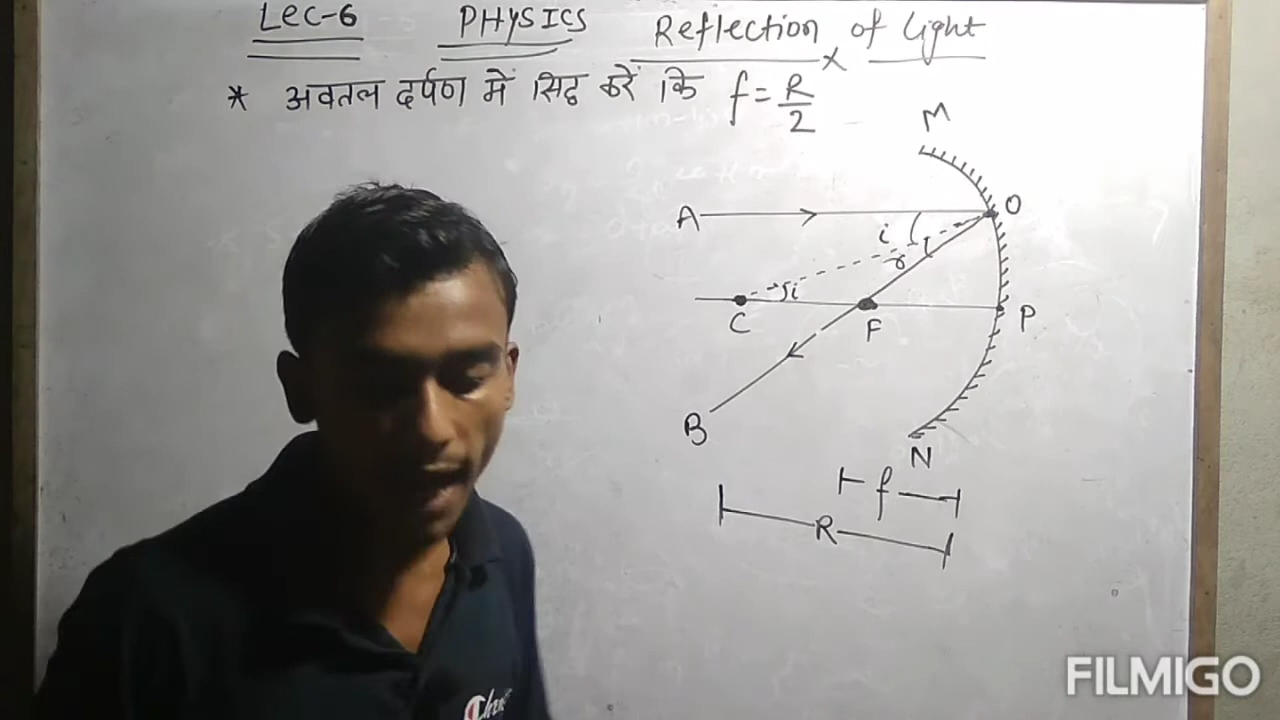 Lec-6 PHYSICS Reflection of Light
* अवतल दर्पण में सिद्ध करें कि f = R/2
M
A
O
i
r
i
C
F
P
B
N
f
R
FILMIGO